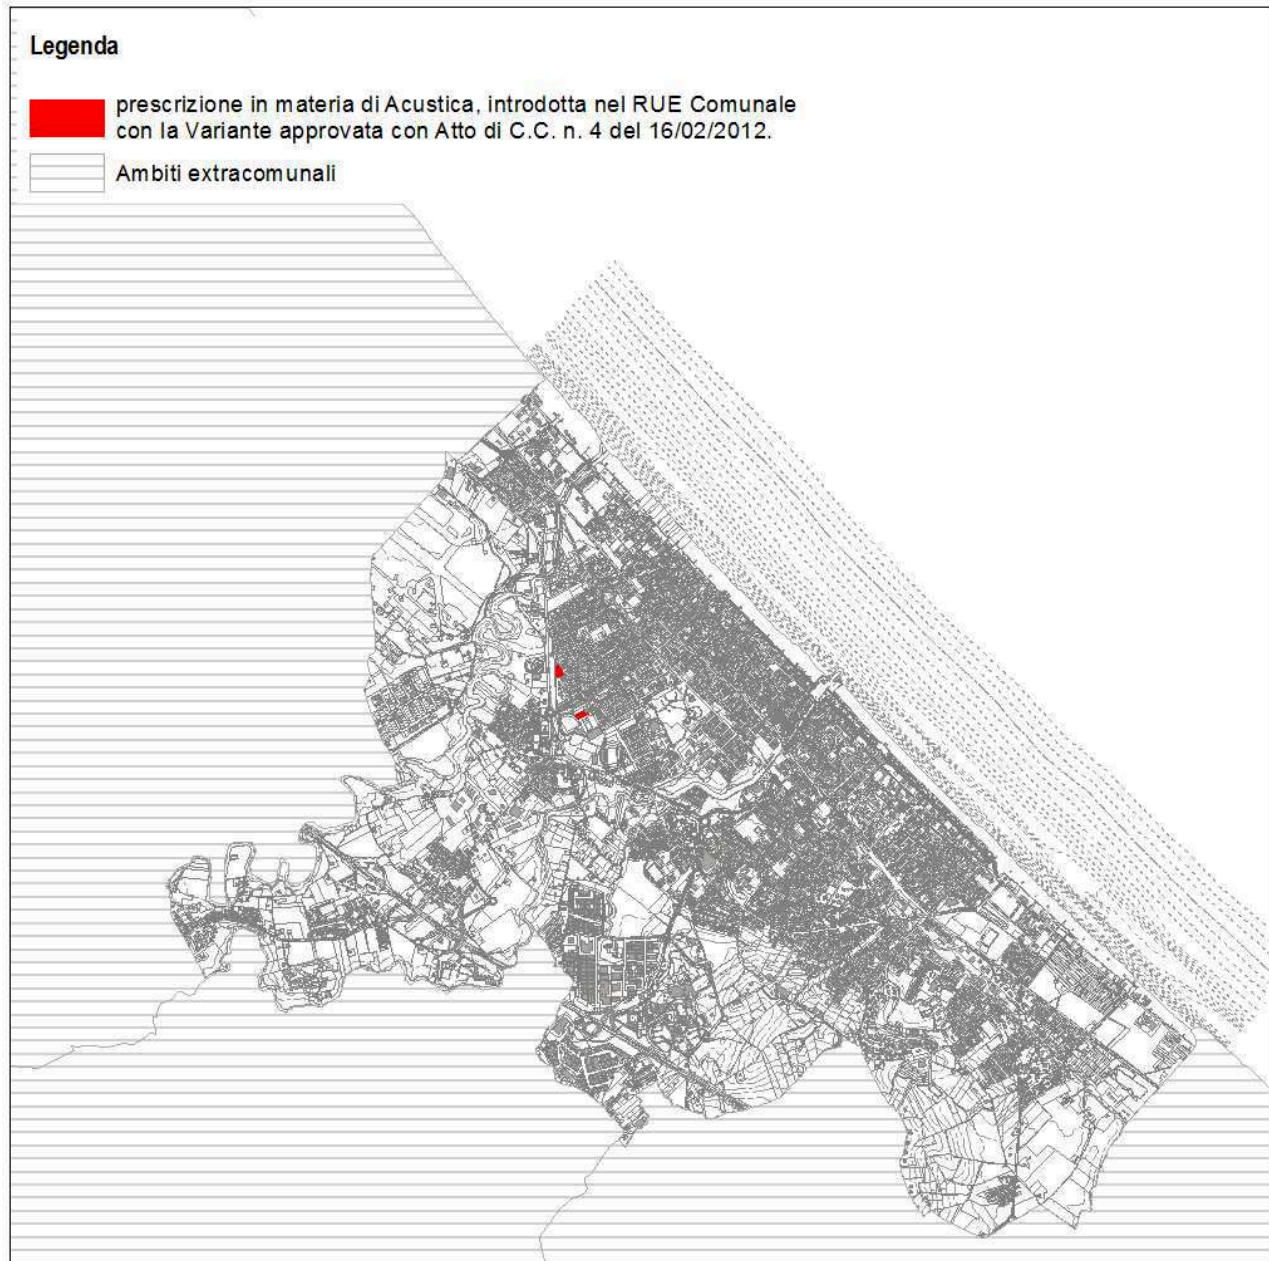 Legenda
prescrizione in materia di Acustica, introdotta nel RUE Comunale
con la Variante approvata con Atto di C.C. n. 4 del 16/02/2012.
Ambiti extracomunali